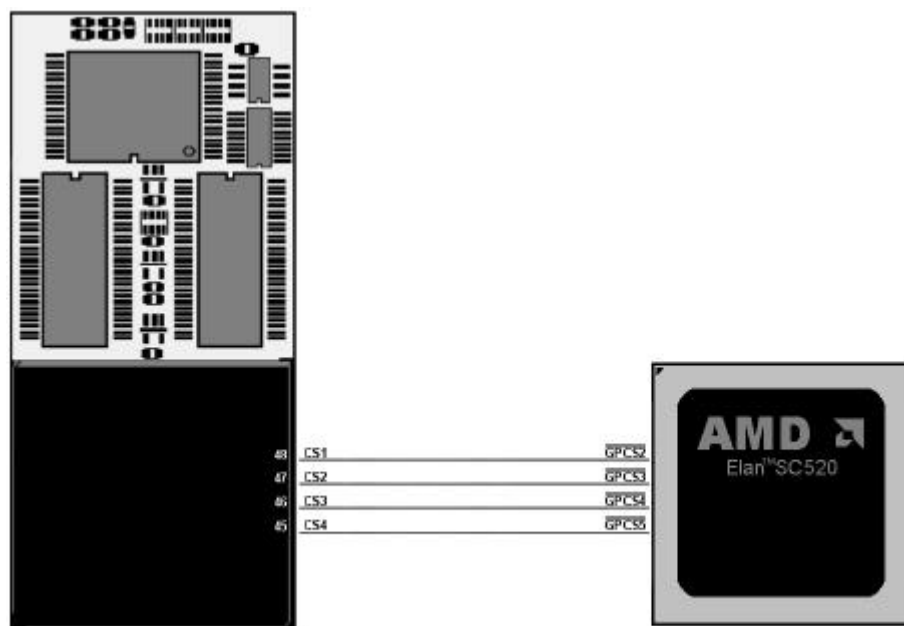 AMD
Elan™SC520
48 CS1 GPCS2
47 CS2 GPCS3
46 CS3 GPCS4
45 CS4 GPCS5